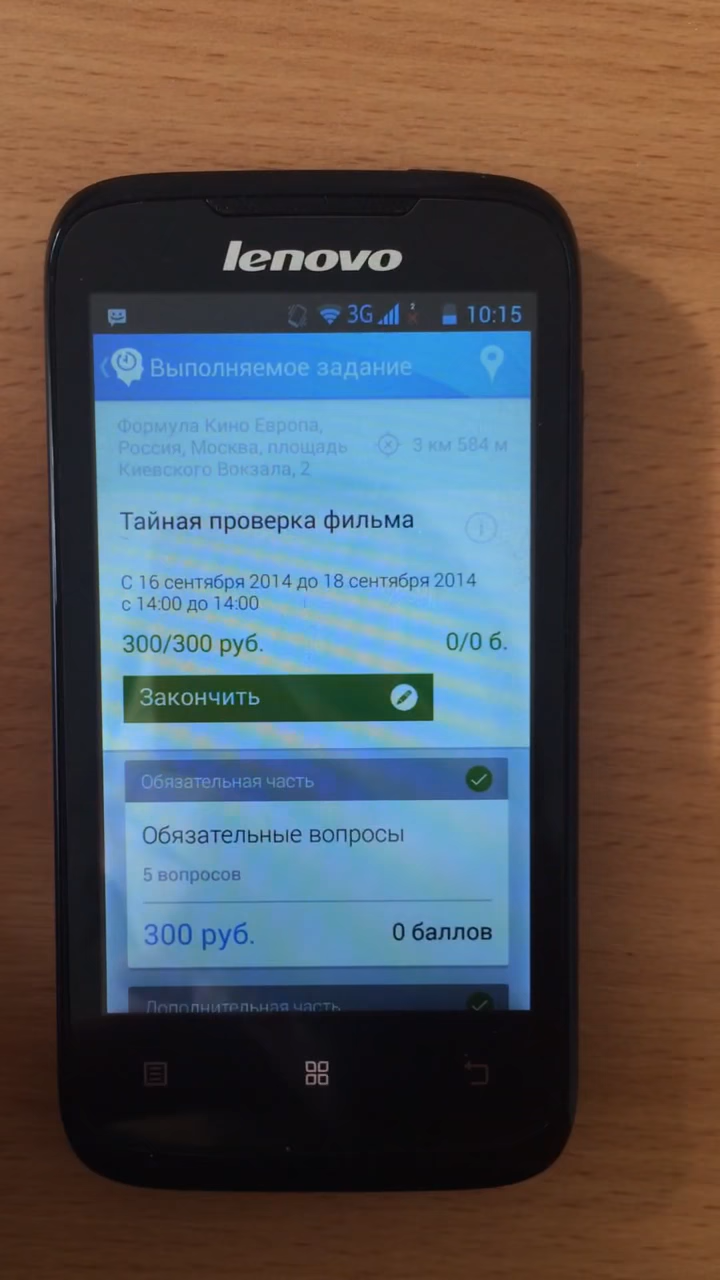 lenovo
3G 2 10:15
Выполняемое задание
Формула Кино Европа,
Россия, Москва, площадь
Киевского Вокзала, 2
3 км 584 м
Тайная проверка фильма
С 16 сентября 2014 до 18 сентября 2014
с 14:00 до 14:00
300/300 руб. 0/0 б.
Закончить
Обязательная часть
Обязательные вопросы
5 вопросов
300 руб. 0 баллов
Дополнительная часть